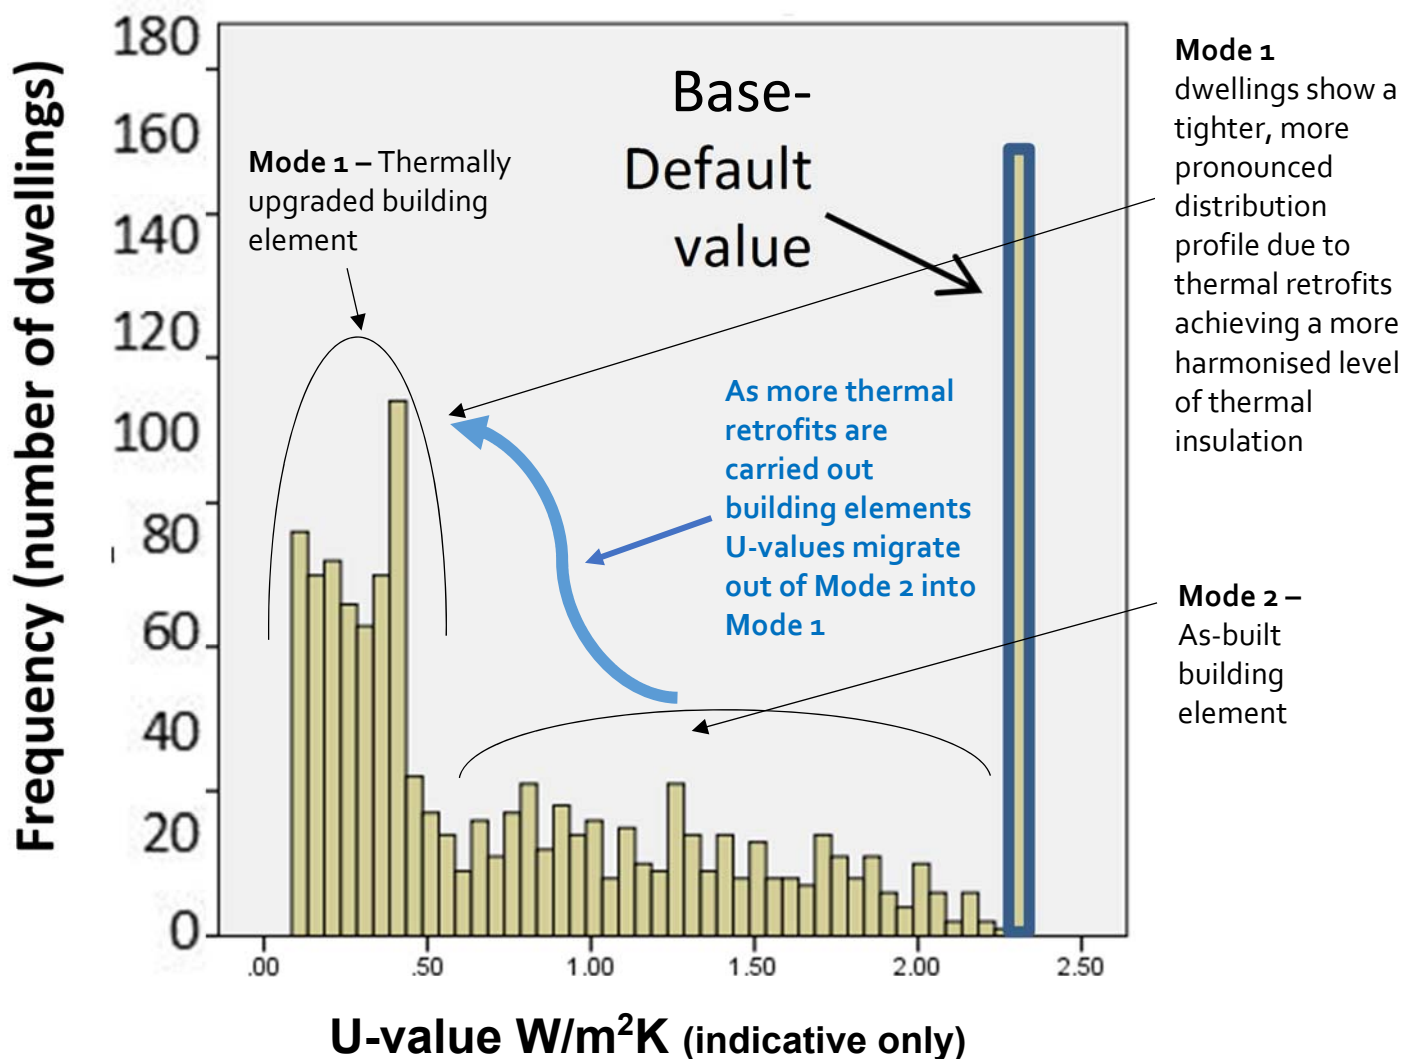 180
160
140
120
100
80
60
40
20
0
Frequency (number of dwellings)
Mode 1 – Thermally
upgraded building
element
Base-
Default
value
As more thermal
retrofits are
carried out
building elements
U-values migrate
out of Mode 2 into
Mode 1
Mode 1
dwellings show a
tighter, more
pronounced
distribution
profile due to
thermal retrofits
achieving a more
harmonised level
of thermal
insulation
Mode 2 –
As-built
building
element
.00 .50 1.00 1.50 2.00 2.50
U-value W/m²K (indicative only)